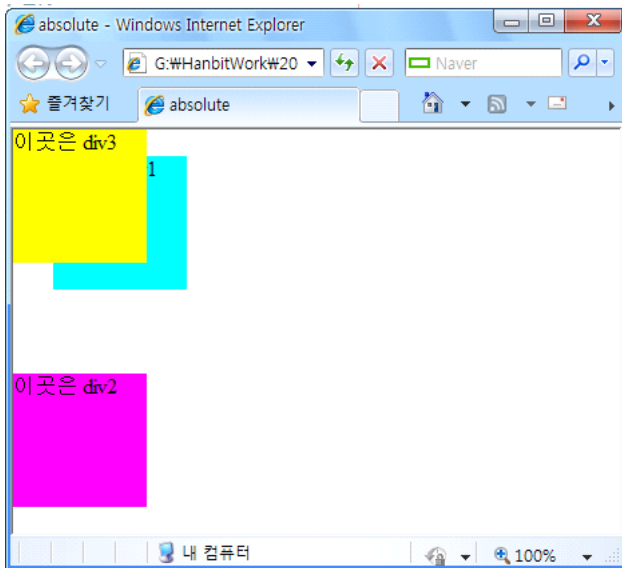 absolute - Windows Internet Explorer
G:₩HanbitWork₩20
Naver
즐겨찾기
absolute
이곳은 div3
1
이곳은 div2
내 컴퓨터
100%